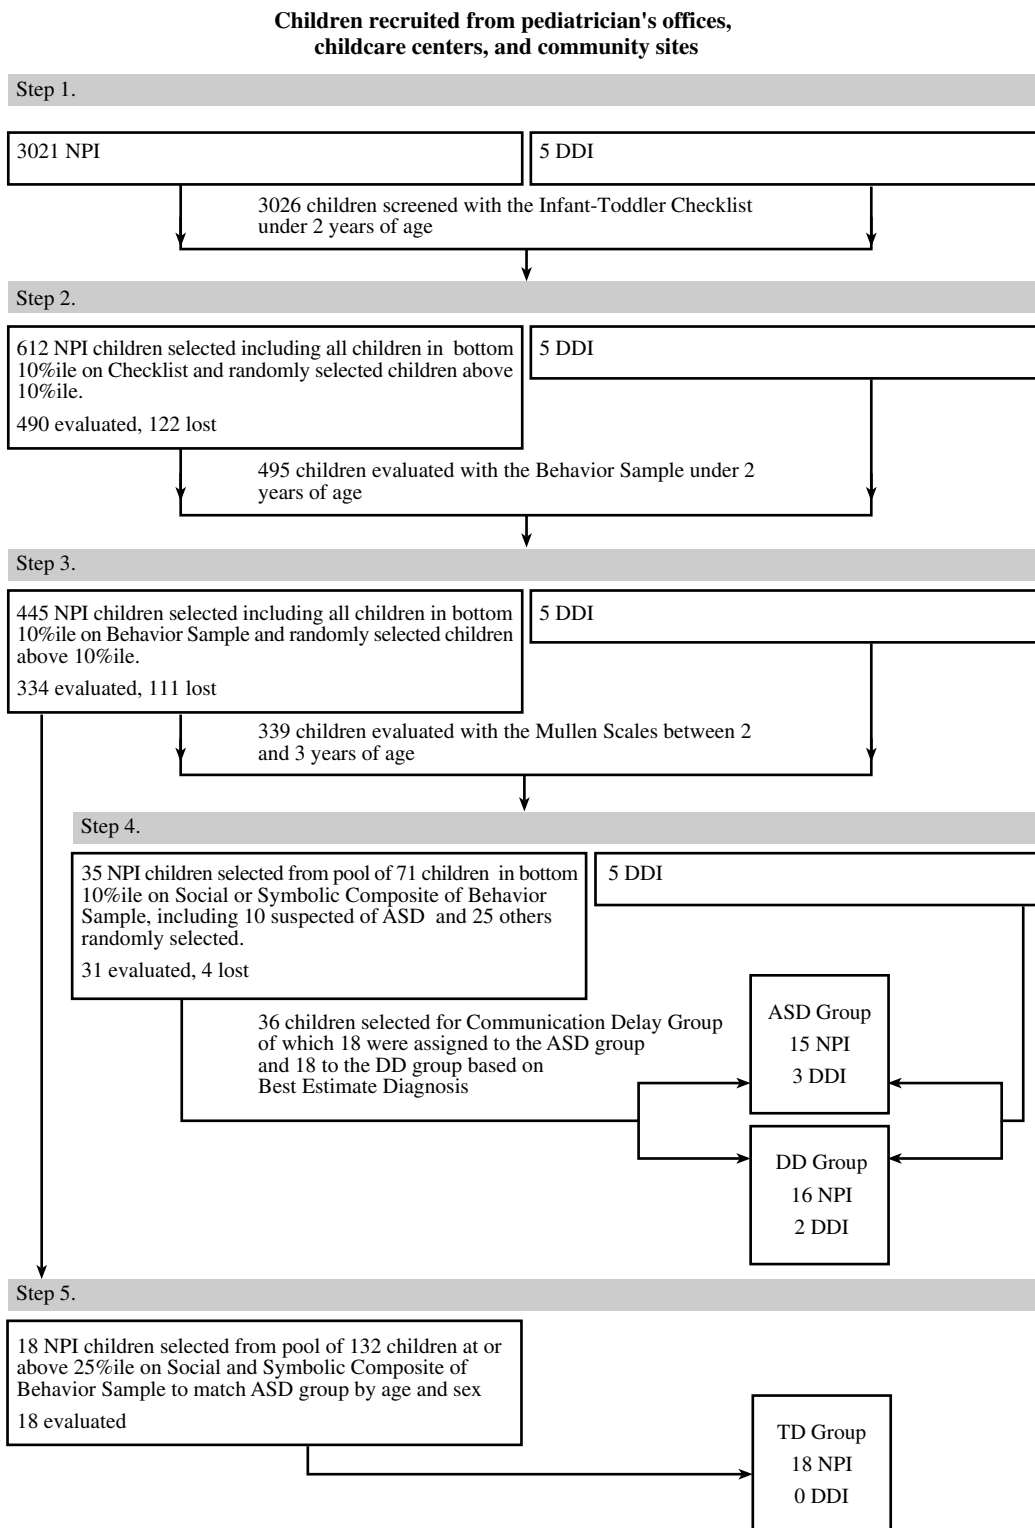 Children recruited from pediatrician's offices,
childcare centers, and community sites
Step 1.
3021 NPI
5 DDI
3026 children screened with the Infant-Toddler Checklist
under 2 years of age
Step 2.
612 NPI children selected including all children in bottom
10%ile on Checklist and randomly selected children above
10%ile.
490 evaluated, 122 lost
5 DDI
495 children evaluated with the Behavior Sample under 2
years of age
Step 3.
445 NPI children selected including all children in bottom
10%ile on Behavior Sample and randomly selected children
above 10%ile.
334 evaluated, 111 lost
5 DDI
339 children evaluated with the Mullen Scales between 2
and 3 years of age
Step 4.
35 NPI children selected from pool of 71 children in bottom
10%ile on Social or Symbolic Composite of Behavior
Sample, including 10 suspected of ASD and 25 others
randomly selected.
31 evaluated, 4 lost
5 DDI
36 children selected for Communication Delay Group
of which 18 were assigned to the ASD group
and 18 to the DD group based on
Best Estimate Diagnosis
ASD Group
15 NPI
3 DDI
DD Group
16 NPI
2 DDI
Step 5.
18 NPI children selected from pool of 132 children at or
above 25%ile on Social and Symbolic Composite of
Behavior Sample to match ASD group by age and sex
18 evaluated
TD Group
18 NPI
0 DDI